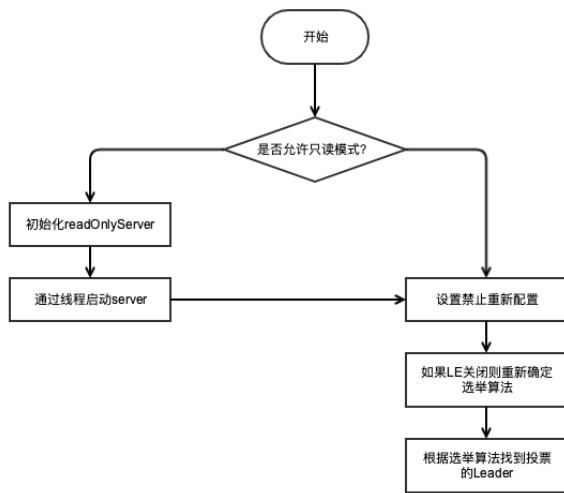 开始
是否允许只读模式?
初始化readOnlyServer
通过线程启动server
设置禁止重新配置
如果LE关闭则重新确定
选举算法
根据选举算法找到投票
的Leader